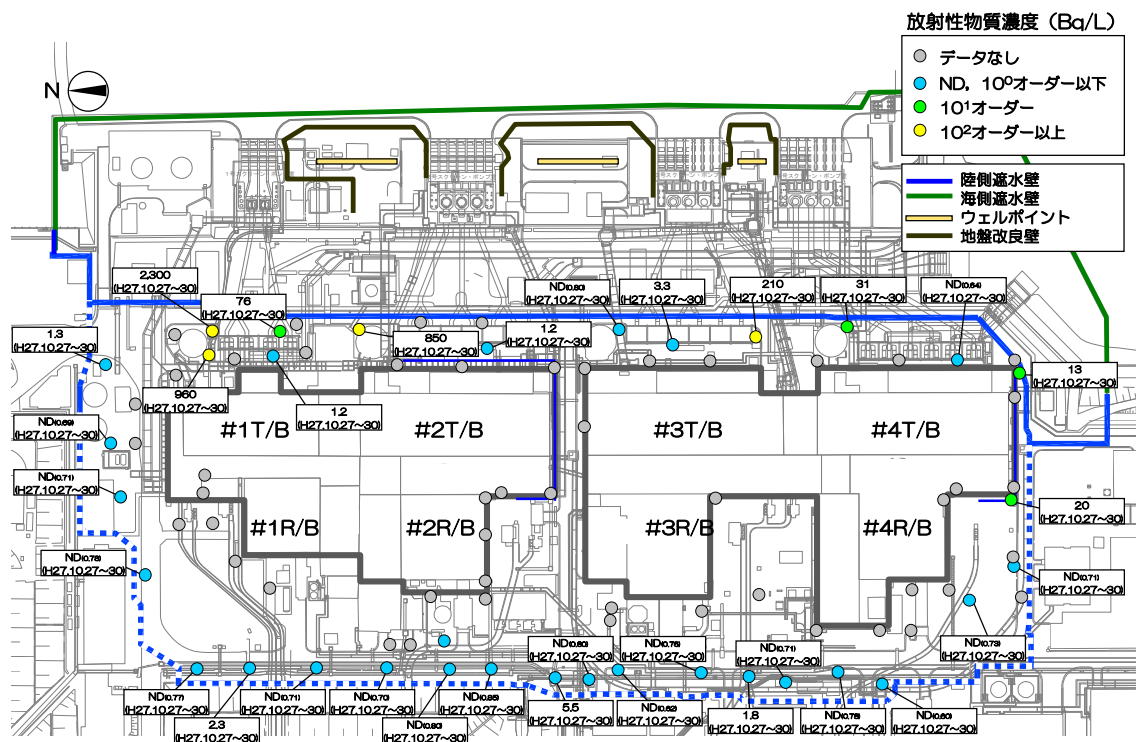 放射性物質濃度（Bq/L）
データなし
ND，10⁰オーダー以下
10¹オーダー
10²オーダー以上
陸側遮水壁
海側遮水壁
ウェルポイント
地盤改良壁
N
2,300
(H27.10.27～30)
76
(H27.10.27～30)
850
(H27.10.27～30)
1.2
(H27.10.27～30)
ND(0.60)
(H27.10.27～30)
3.3
(H27.10.27～30)
210
(H27.10.27～30)
31
(H27.10.27～30)
ND(0.64)
(H27.10.27～30)
1.3
(H27.10.27～30)
960
(H27.10.27～30)
1.2
(H27.10.27～30)
13
(H27.10.27～30)
ND(0.69)
(H27.10.27～30)
#1T/B
#2T/B
#3T/B
#4T/B
ND(0.71)
(H27.10.27～30)
#1R/B
#2R/B
#3R/B
#4R/B
20
(H27.10.27～30)
ND(0.78)
(H27.10.27～30)
ND(0.71)
(H27.10.27～30)
ND(0.60)
(H27.10.27～30)
ND(0.76)
(H27.10.27～30)
ND(0.71)
(H27.10.27～30)
ND(0.73)
(H27.10.27～30)
ND(0.77)
(H27.10.27～30)
2.3
(H27.10.27～30)
ND(0.71)
(H27.10.27～30)
ND(0.70)
(H27.10.27～30)
ND(0.83)
(H27.10.27～30)
ND(0.65)
(H27.10.27～30)
5.5
(H27.10.27～30)
ND(0.62)
(H27.10.27～30)
1.8
(H27.10.27～30)
ND(0.78)
(H27.10.27～30)
ND(0.60)
(H27.10.27～30)